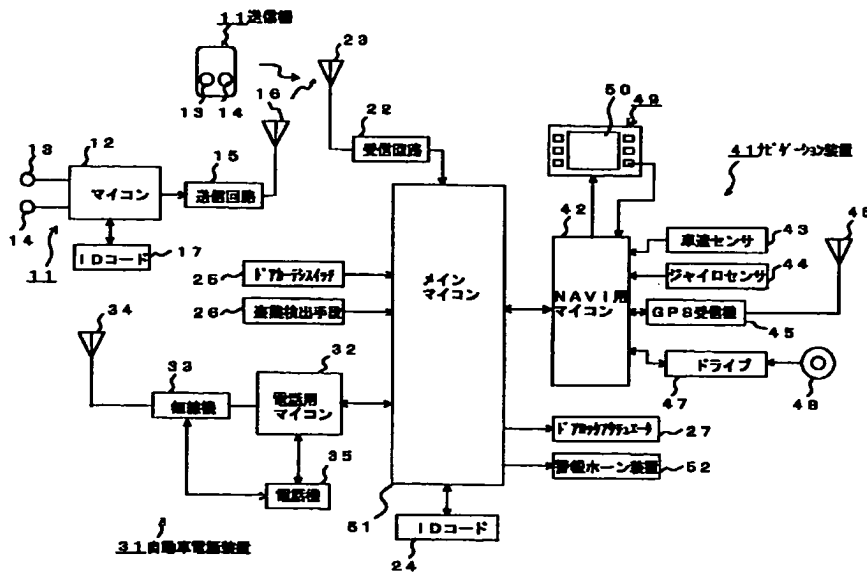 11送信機
23
13
14
16
50
49
22
受信回路
41ナビゲーション装置
13
12
15
マイコン
送信回路
42
46
14
17
IDコード
11
車速センサ
43
25
ドアカーテシスイッチ
メイン
マイコン
NAVI用
マイコン
ジャイロセンサ
44
26
盗難検出手段
GPS受信機
45
34
32
33
電話用
マイコン
無線機
ドライブ
47
48
35
電話機
ドアロックアクチュエータ
27
警報ホーン装置
52
51
IDコード
24
31自動車電話装置